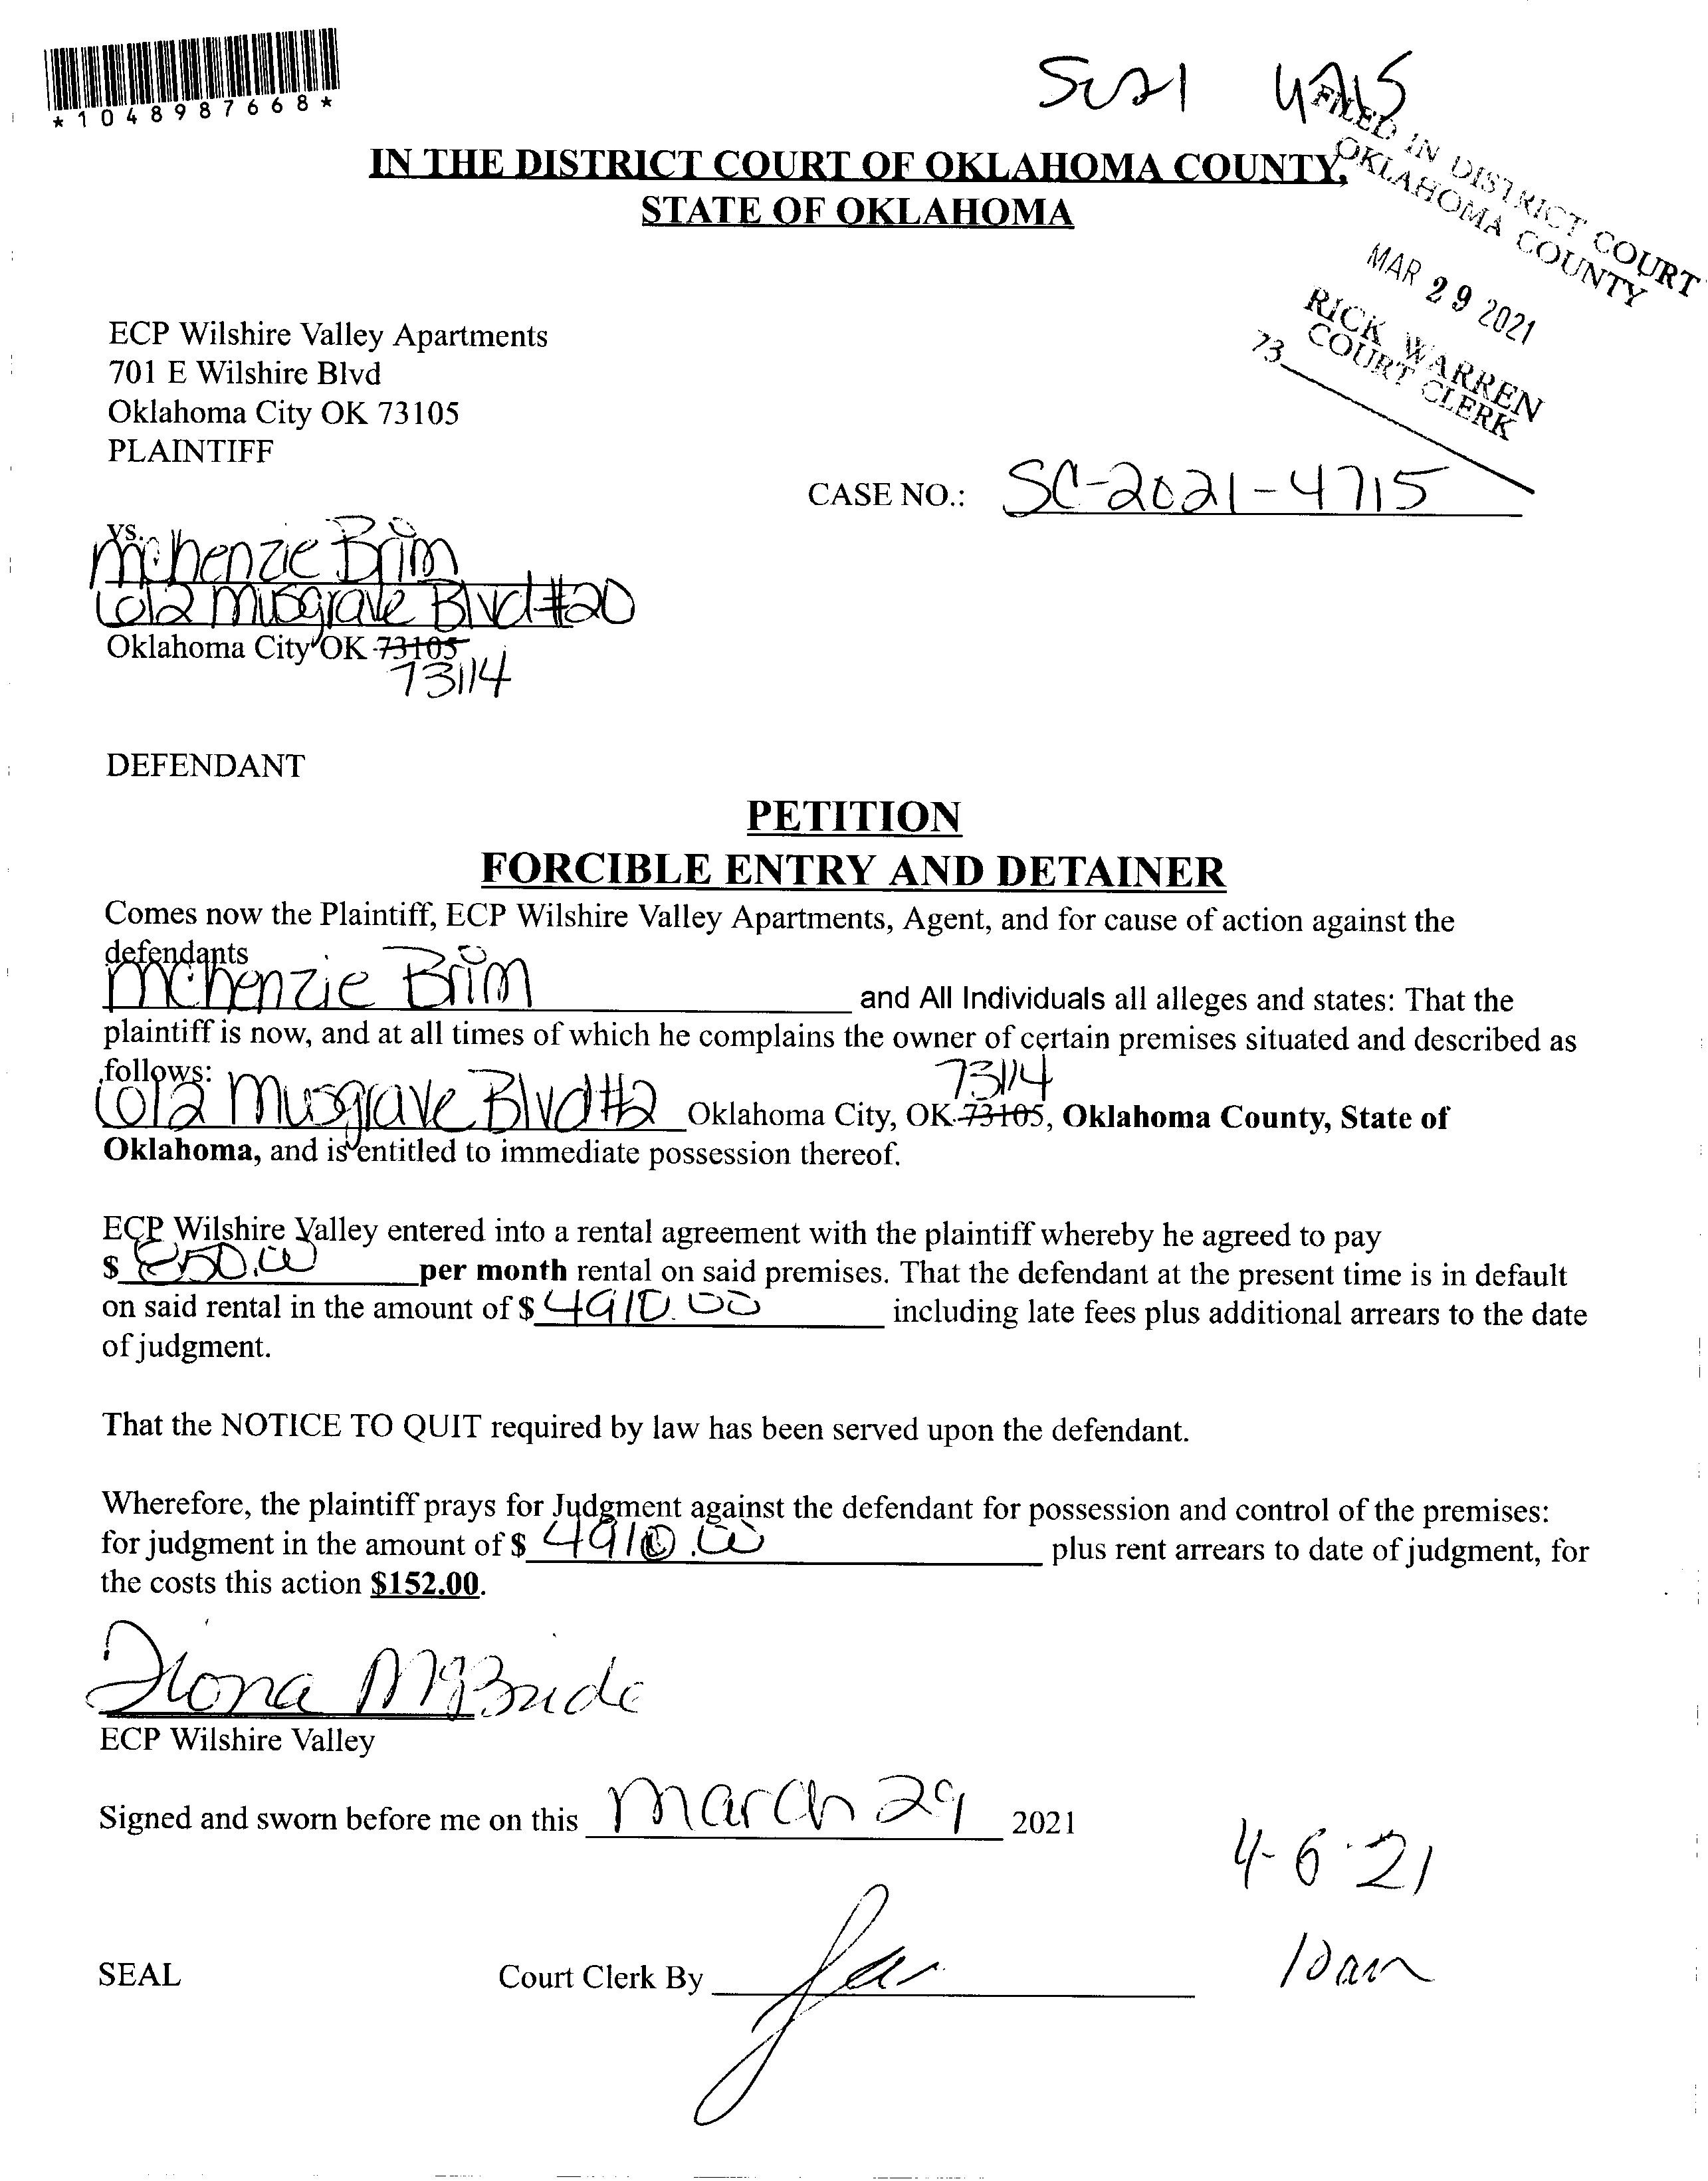 *1048987668*
SC21 4715
FILED IN DISTRICT COURT
OKLAHOMA COUNTY
IN THE DISTRICT COURT OF OKLAHOMA COUNTY,
STATE OF OKLAHOMA
MAR 29 2021
RICK WARREN
COURT CLERK
73
ECP Wilshire Valley Apartments
701 E Wilshire Blvd
Oklahoma City OK 73105
PLAINTIFF
CASE NO.: SC-2021-4715
vs.
Mchenzie Brim
612 Musgrave Blvd #20
Oklahoma City OK 73105
73114
DEFENDANT
PETITION
FORCIBLE ENTRY AND DETAINER
Comes now the Plaintiff, ECP Wilshire Valley Apartments, Agent, and for cause of action against the
defendants
Mchenzie Brim and All Individuals all alleges and states: That the
plaintiff is now, and at all times of which he complains the owner of certain premises situated and described as
follows: 73114
612 Musgrave Blvd #2 Oklahoma City, OK 73105, Oklahoma County, State of
Oklahoma, and is entitled to immediate possession thereof.
ECP Wilshire Valley entered into a rental agreement with the plaintiff whereby he agreed to pay
$ 850.00 per month rental on said premises. That the defendant at the present time is in default
on said rental in the amount of $ 4910.00 including late fees plus additional arrears to the date
of judgment.
That the NOTICE TO QUIT required by law has been served upon the defendant.
Wherefore, the plaintiff prays for Judgment against the defendant for possession and control of the premises:
for judgment in the amount of $ 4910.00 plus rent arrears to date of judgment, for
the costs this action $152.00.
Fiona McBride
ECP Wilshire Valley
Signed and sworn before me on this March 29 2021
4-6-21
10am
SEAL Court Clerk By